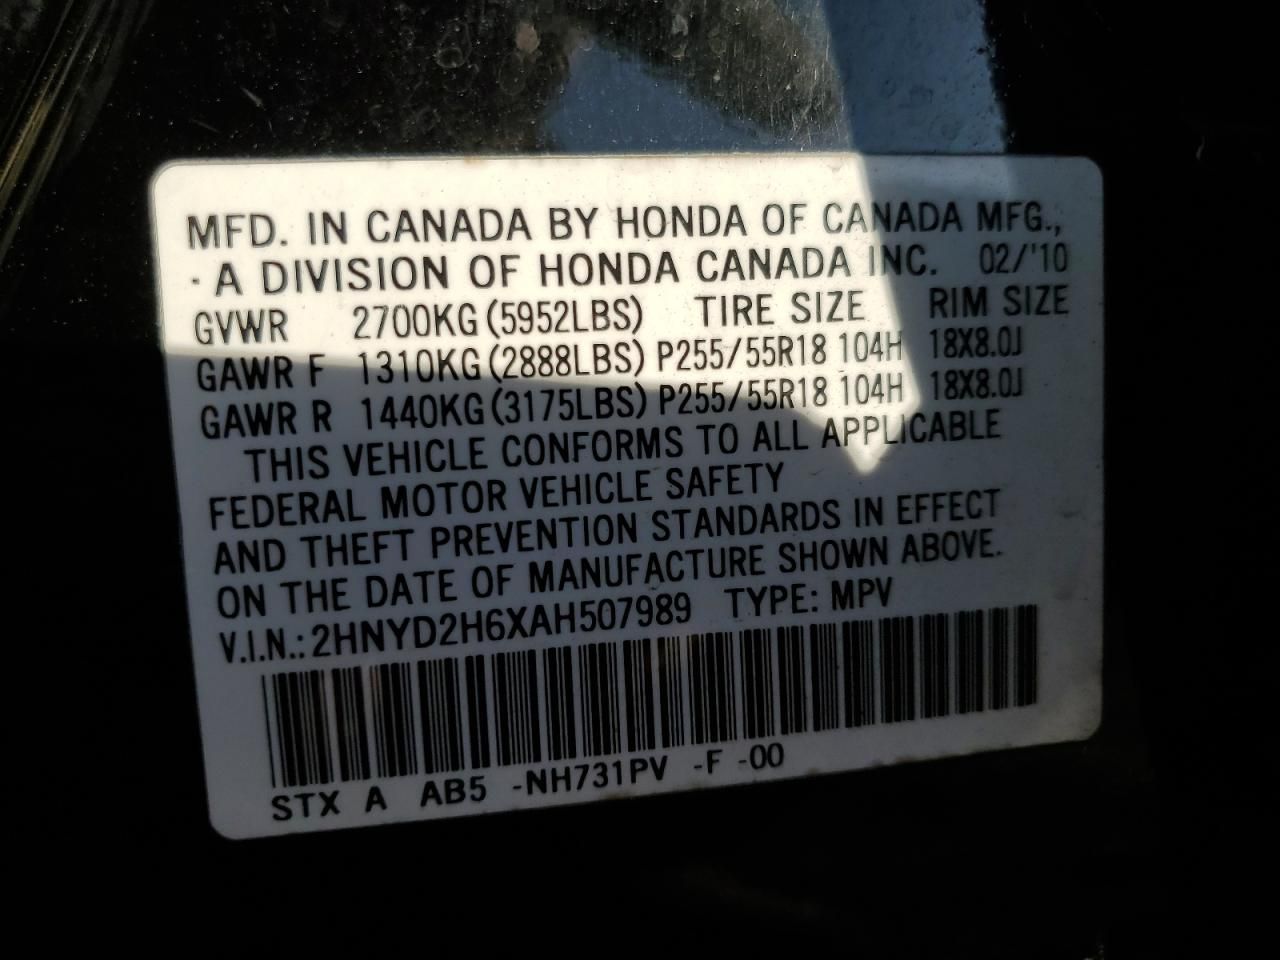 MFD. IN CANADA BY HONDA OF CANADA MFG.,
· A DIVISION OF HONDA CANADA INC. 02/'10
GVWR 2700KG (5952LBS) TIRE SIZE RIM SIZE
GAWR F 1310KG (2888LBS) P255/55R18 104H 18X8.0J
GAWR R 1440KG (3175LBS) P255/55R18 104H 18X8.0J
THIS VEHICLE CONFORMS TO ALL APPLICABLE
FEDERAL MOTOR VEHICLE SAFETY
AND THEFT PREVENTION STANDARDS IN EFFECT
ON THE DATE OF MANUFACTURE SHOWN ABOVE.
V.I.N.: 2HNYD2H6XAH507989 TYPE: MPV
STX A AB5 -NH731PV -F -00